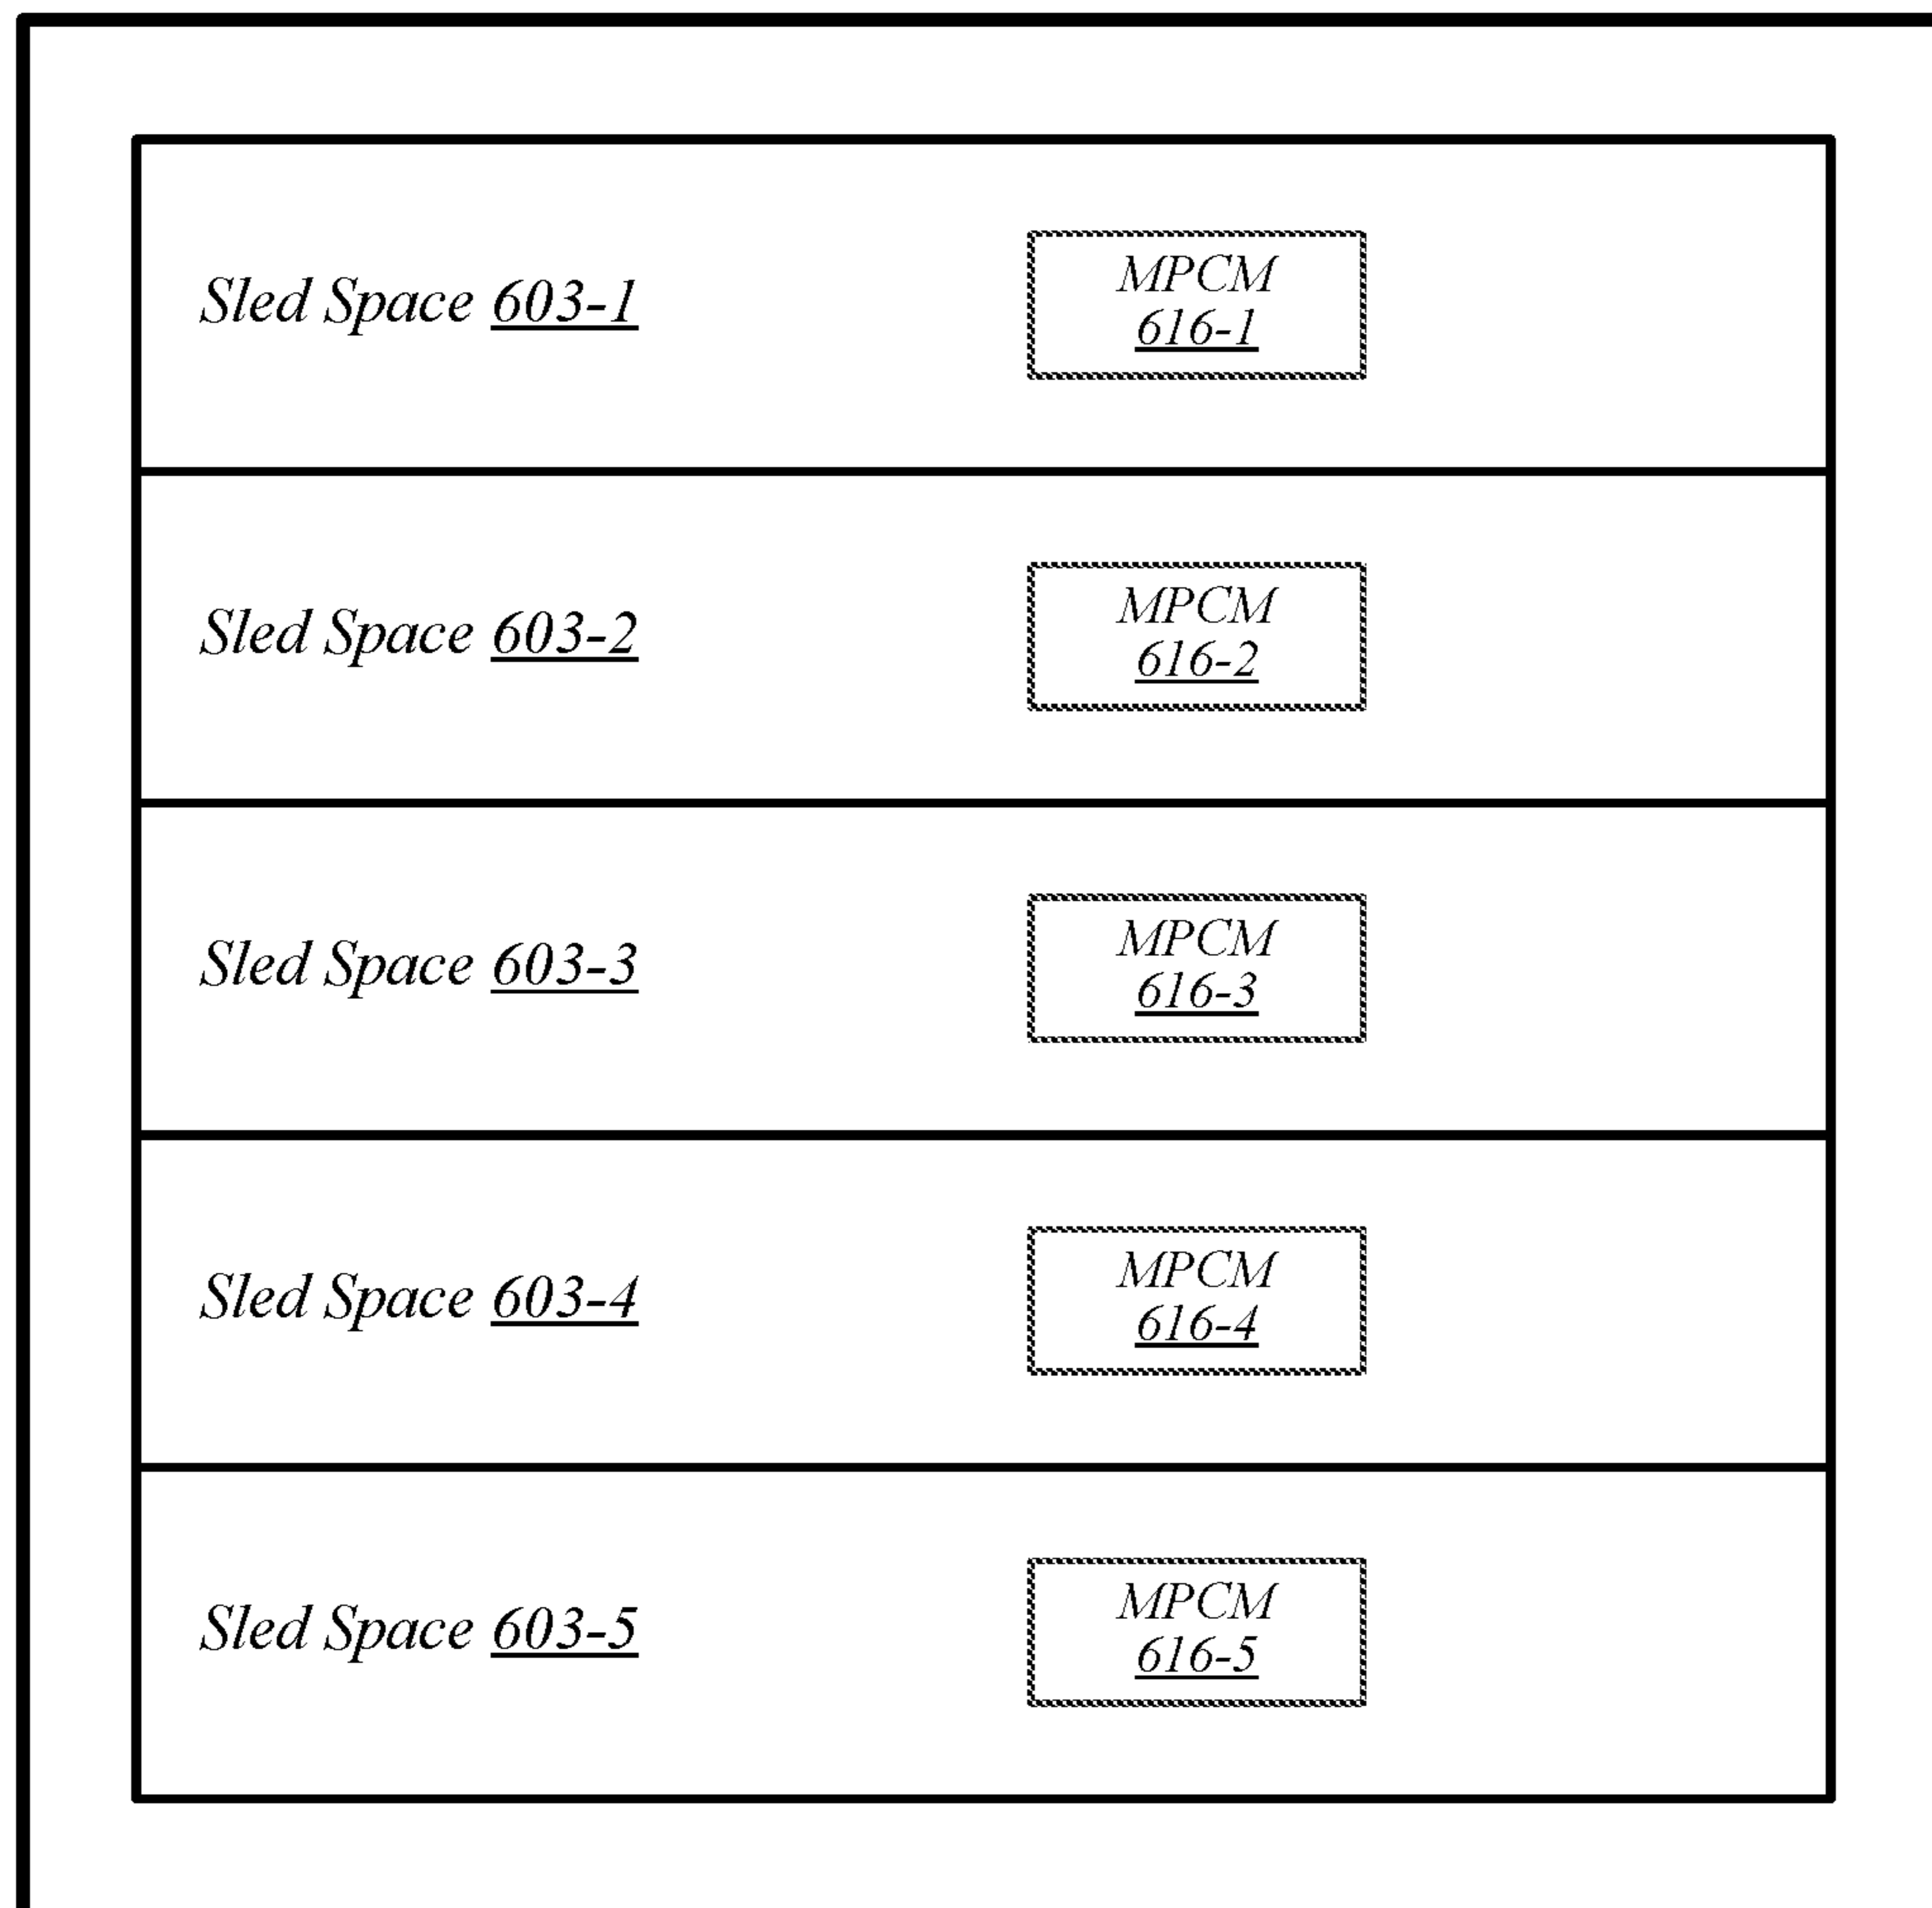 Sled Space 603-1
MPCM
616-1
Sled Space 603-2
MPCM
616-2
Sled Space 603-3
MPCM
616-3
Sled Space 603-4
MPCM
616-4
Sled Space 603-5
MPCM
616-5